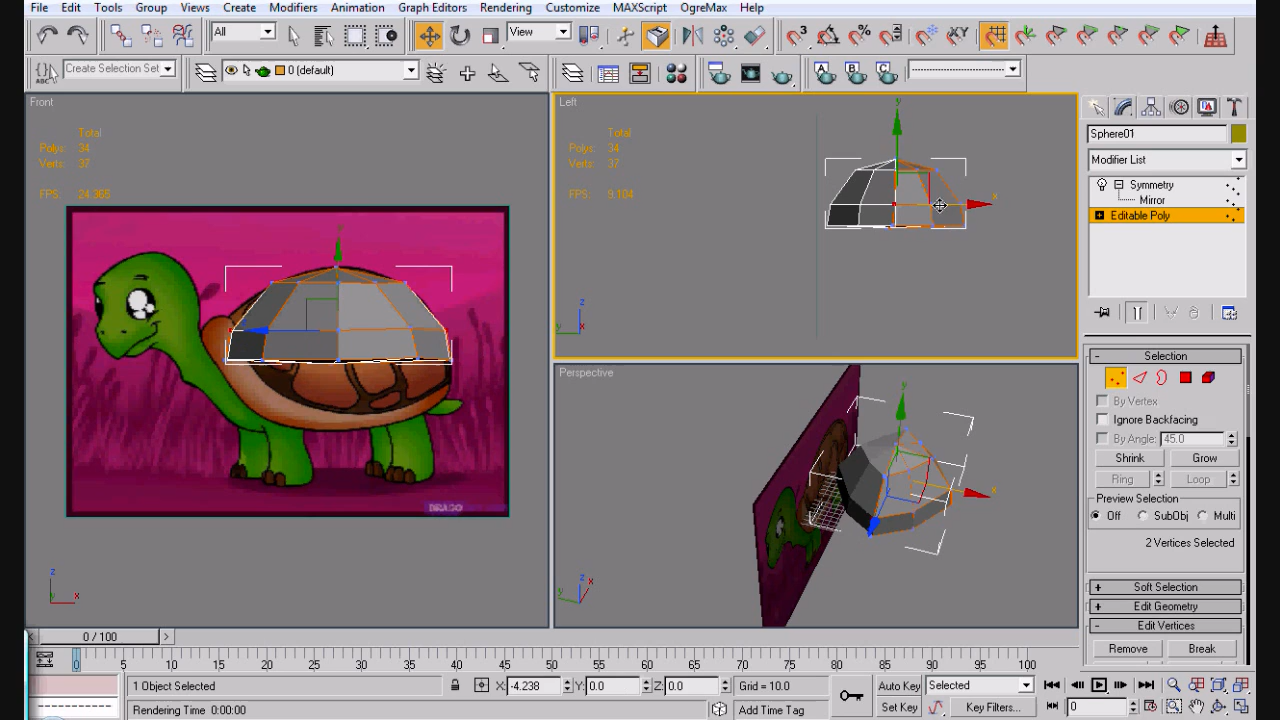 File Edit Tools Group Views Create Modifiers Animation Graph Editors Rendering Customize MAXScript OgreMax Help
All View
Create Selection Set 0 (default)
Front
Total
Polys: 34
Verts: 37
FPS: 24.365
DRAGO
Left
Total
Polys: 34
Verts: 37
FPS: 9.104
Perspective
Sphere01
Modifier List
Symmetry
Mirror
Editable Poly
Selection
By Vertex
Ignore Backfacing
By Angle: 45.0
Shrink Grow
Ring Loop
Preview Selection
Off SubObj Multi
2 Vertices Selected
Soft Selection
Edit Geometry
Edit Vertices
Remove Break
0 / 100
0 5 10 15 20 25 30 35 40 45 50 55 60 65 70 75 80 85 90 95 100
1 Object Selected X: -4.238 Y: 0.0 Z: 0.0 Grid = 10.0 Auto Key Selected
Rendering Time 0:00:00 Add Time Tag Set Key Key Filters... 0